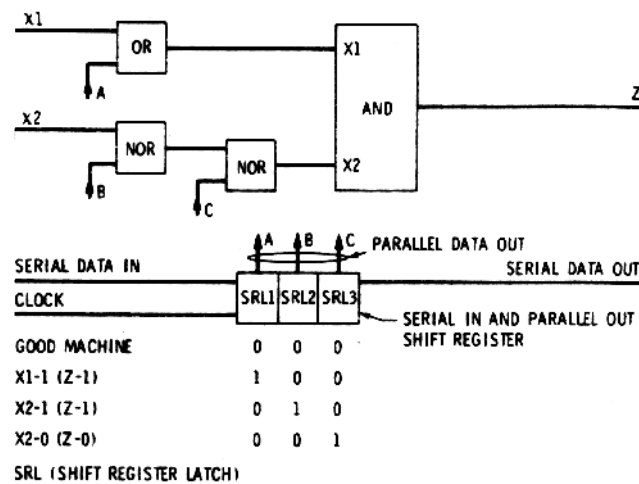 X1
OR
X1
A
Z
AND
X2
NOR
NOR
X2
B
C
A B C
PARALLEL DATA OUT
SERIAL DATA IN
SERIAL DATA OUT
SRL1 SRL2 SRL3
CLOCK
SERIAL IN AND PARALLEL OUT
SHIFT REGISTER
GOOD MACHINE 0 0 0
X1-1 (Z-1) 1 0 0
X2-1 (Z-1) 0 1 0
X2-0 (Z-0) 0 0 1
SRL (SHIFT REGISTER LATCH)